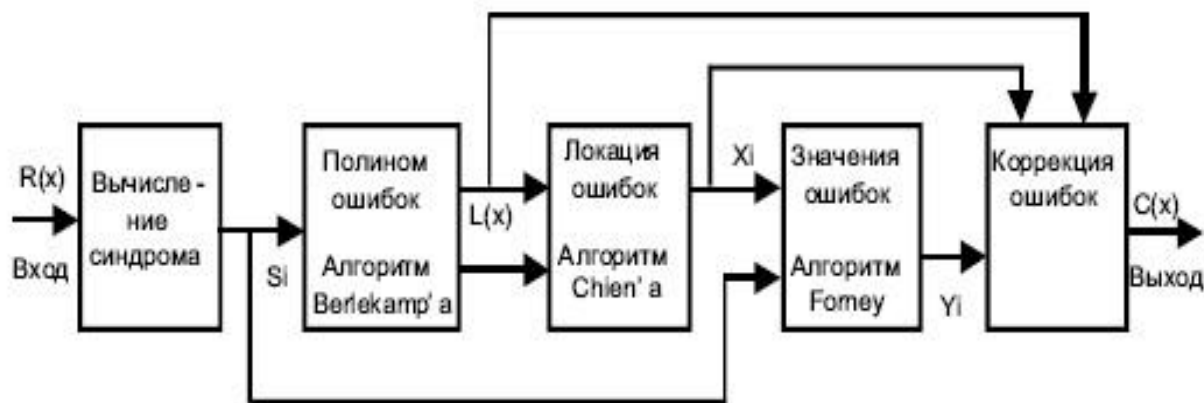 R(x)
Вход
Вычисле -
ние
синдрома
Si
Полином
ошибок
Алгоритм
Berlekamp' a
L(x)
Локация
ошибок
Алгоритм
Chien' a
Xi
Значения
ошибок
Алгоритм
Forney
Yi
Коррекция
ошибок
C(x)
Выход